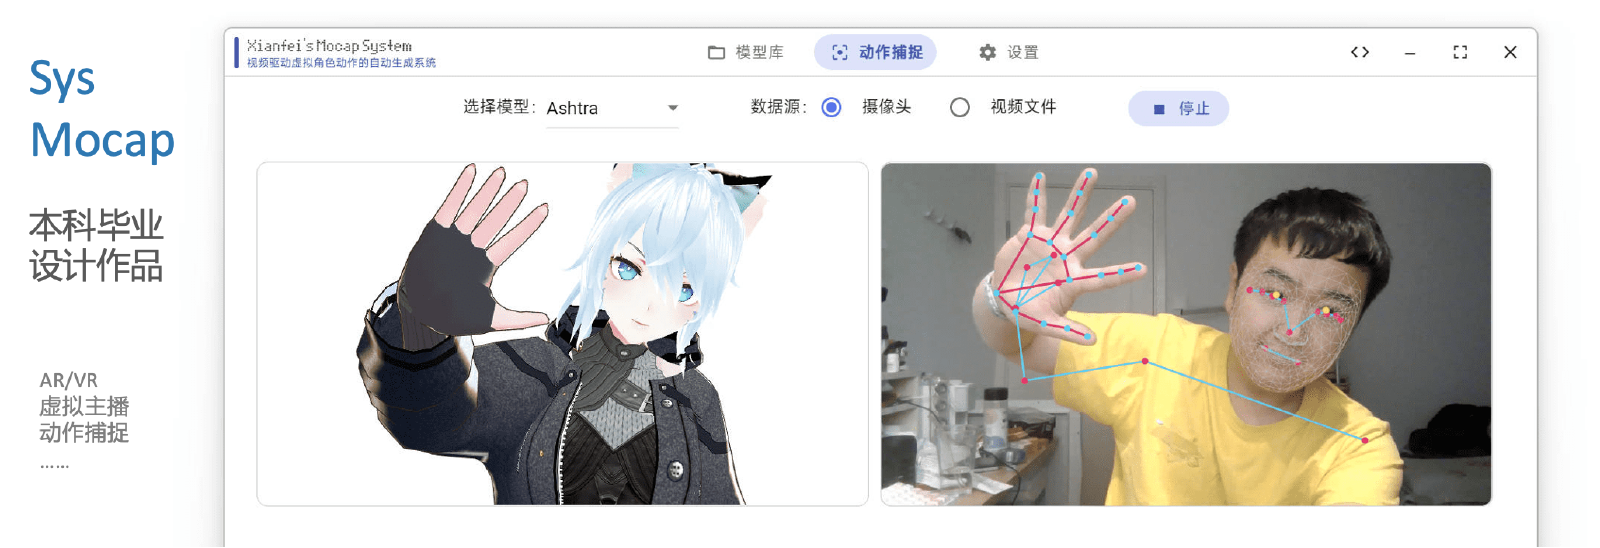 Sys
Mocap
本科毕业
设计作品
AR/VR
虚拟主播
动作捕捉
……
Xianfei's Mocap System
视频驱动虚拟角色动作的自动生成系统
模型库
动作捕捉
设置
选择模型：
Ashtra
数据源：
摄像头
视频文件
停止